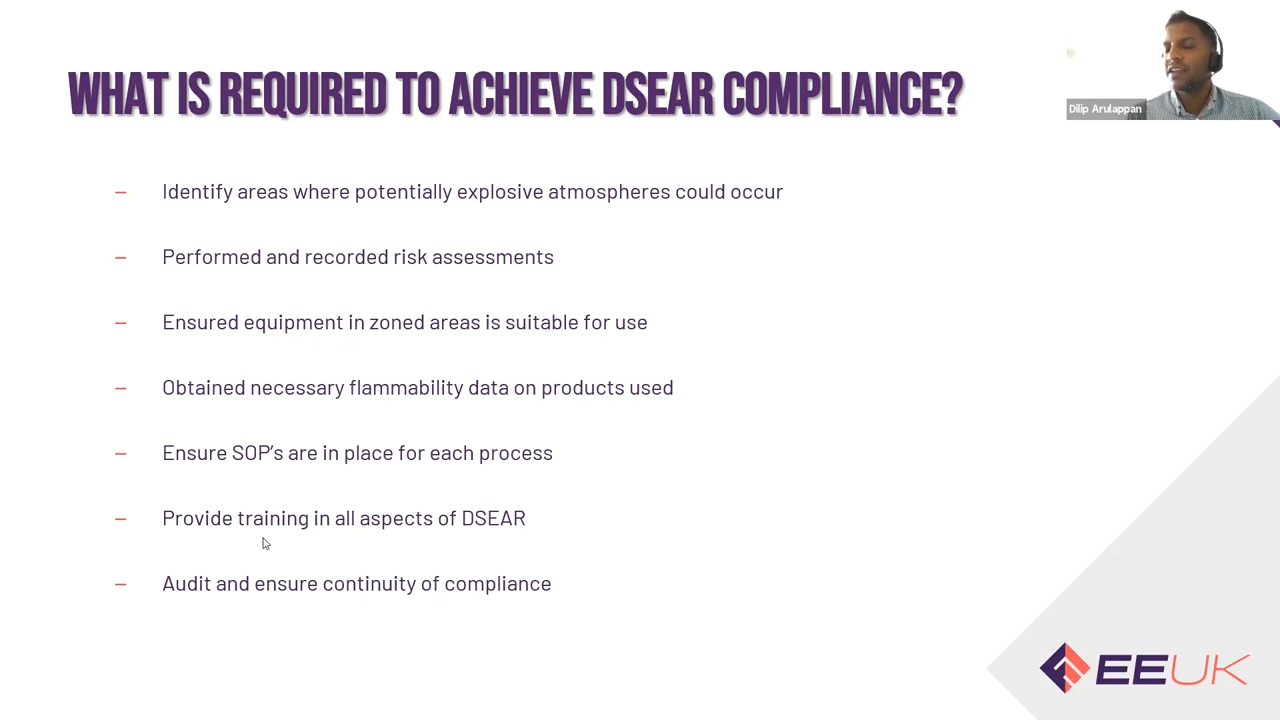 WHAT IS REQUIRED TO ACHIEVE DSEAR COMPLIANCE?
Dilip Arulappan
– Identify areas where potentially explosive atmospheres could occur
– Performed and recorded risk assessments
– Ensured equipment in zoned areas is suitable for use
– Obtained necessary flammability data on products used
– Ensure SOP’s are in place for each process
– Provide training in all aspects of DSEAR
– Audit and ensure continuity of compliance
EEUK